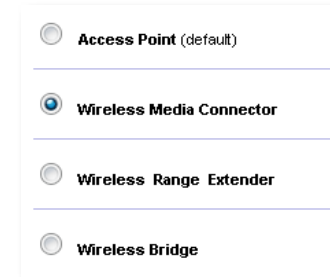 Access Point (default)
Wireless Media Connector
Wireless Range Extender
Wireless Bridge